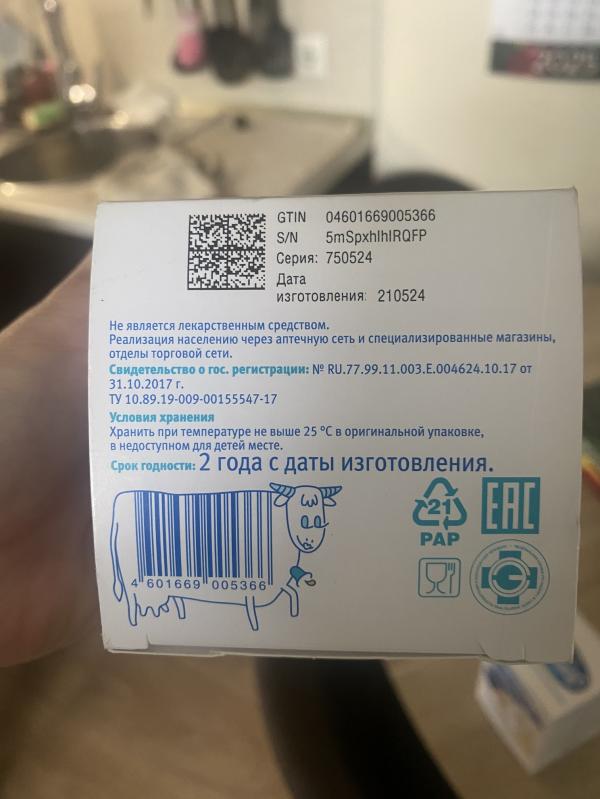 GTIN 04601669005366
S/N 5mSpxhlhIRQFP
Серия: 750524
Дата
изготовления: 210524
Не является лекарственным средством.
Реализация населению через аптечную сеть и специализированные магазины,
отделы торговой сети.
Свидетельство о гос. регистрации: № RU.77.99.11.003.Е.004624.10.17 от
31.10.2017 г.
ТУ 10.89.19-009-00155547-17
Условия хранения
Хранить при температуре не выше 25 °С в оригинальной упаковке,
в недоступном для детей месте.
Срок годности: 2 года с даты изготовления.
4 601669 005366
21
PAP
EAC